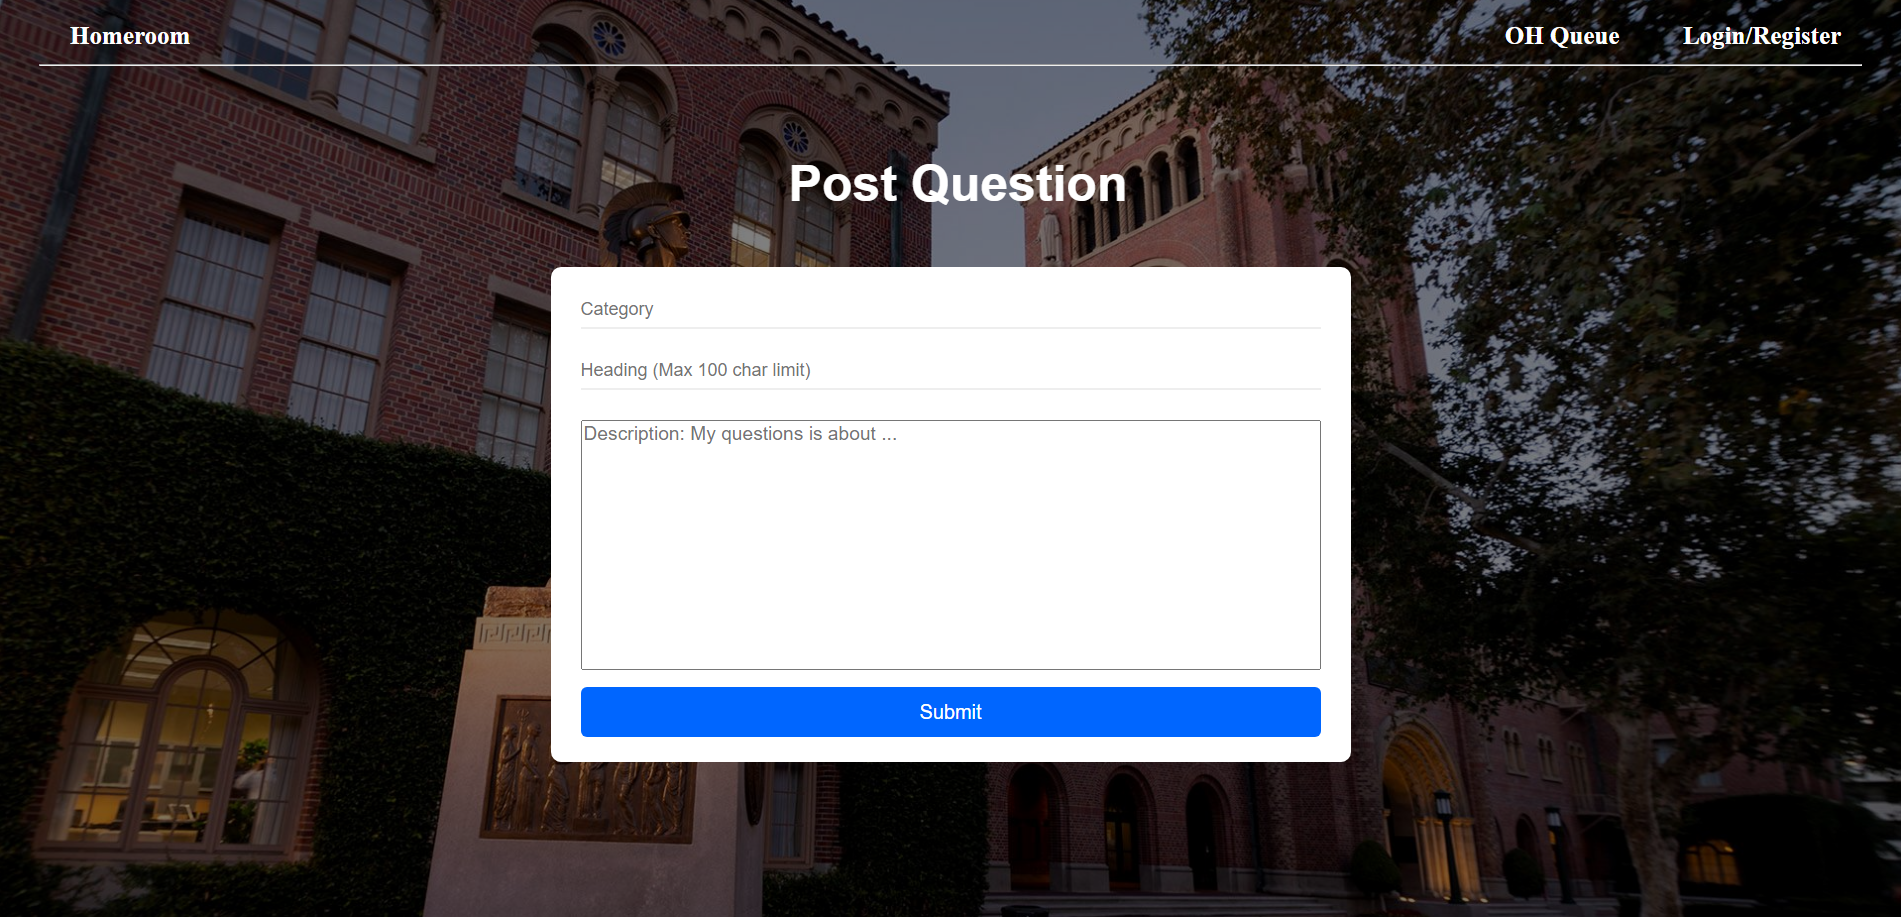 Homeroom OH Queue Login/Register
Post Question
Category
Heading (Max 100 char limit)
Description: My questions is about ...
Submit